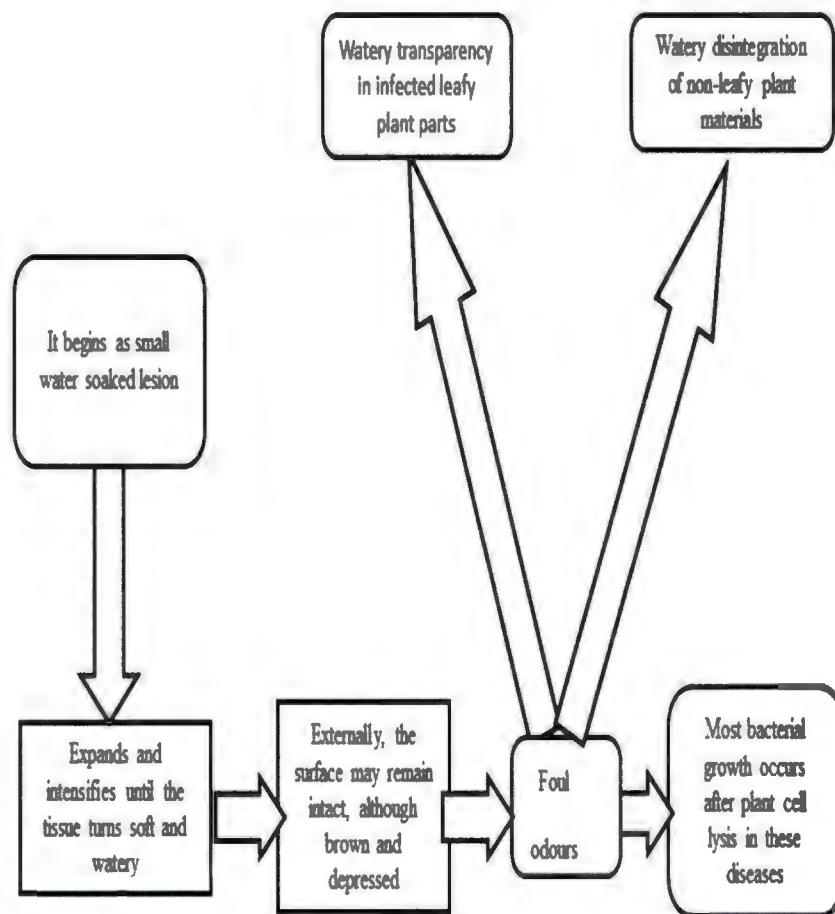 Watery transparency
in infected leafy
plant parts
Watery disintegration
of non-leafy plant
materials
It begins as small
water soalced lesion
Expands and
intensifies until the
tissue turns soft and
watery
Externally, the
surface may remain
intact, although
brown and
depressed
Foul
odours
Most bacterial
growth occurs
after plant cell
lysis in these
diseases